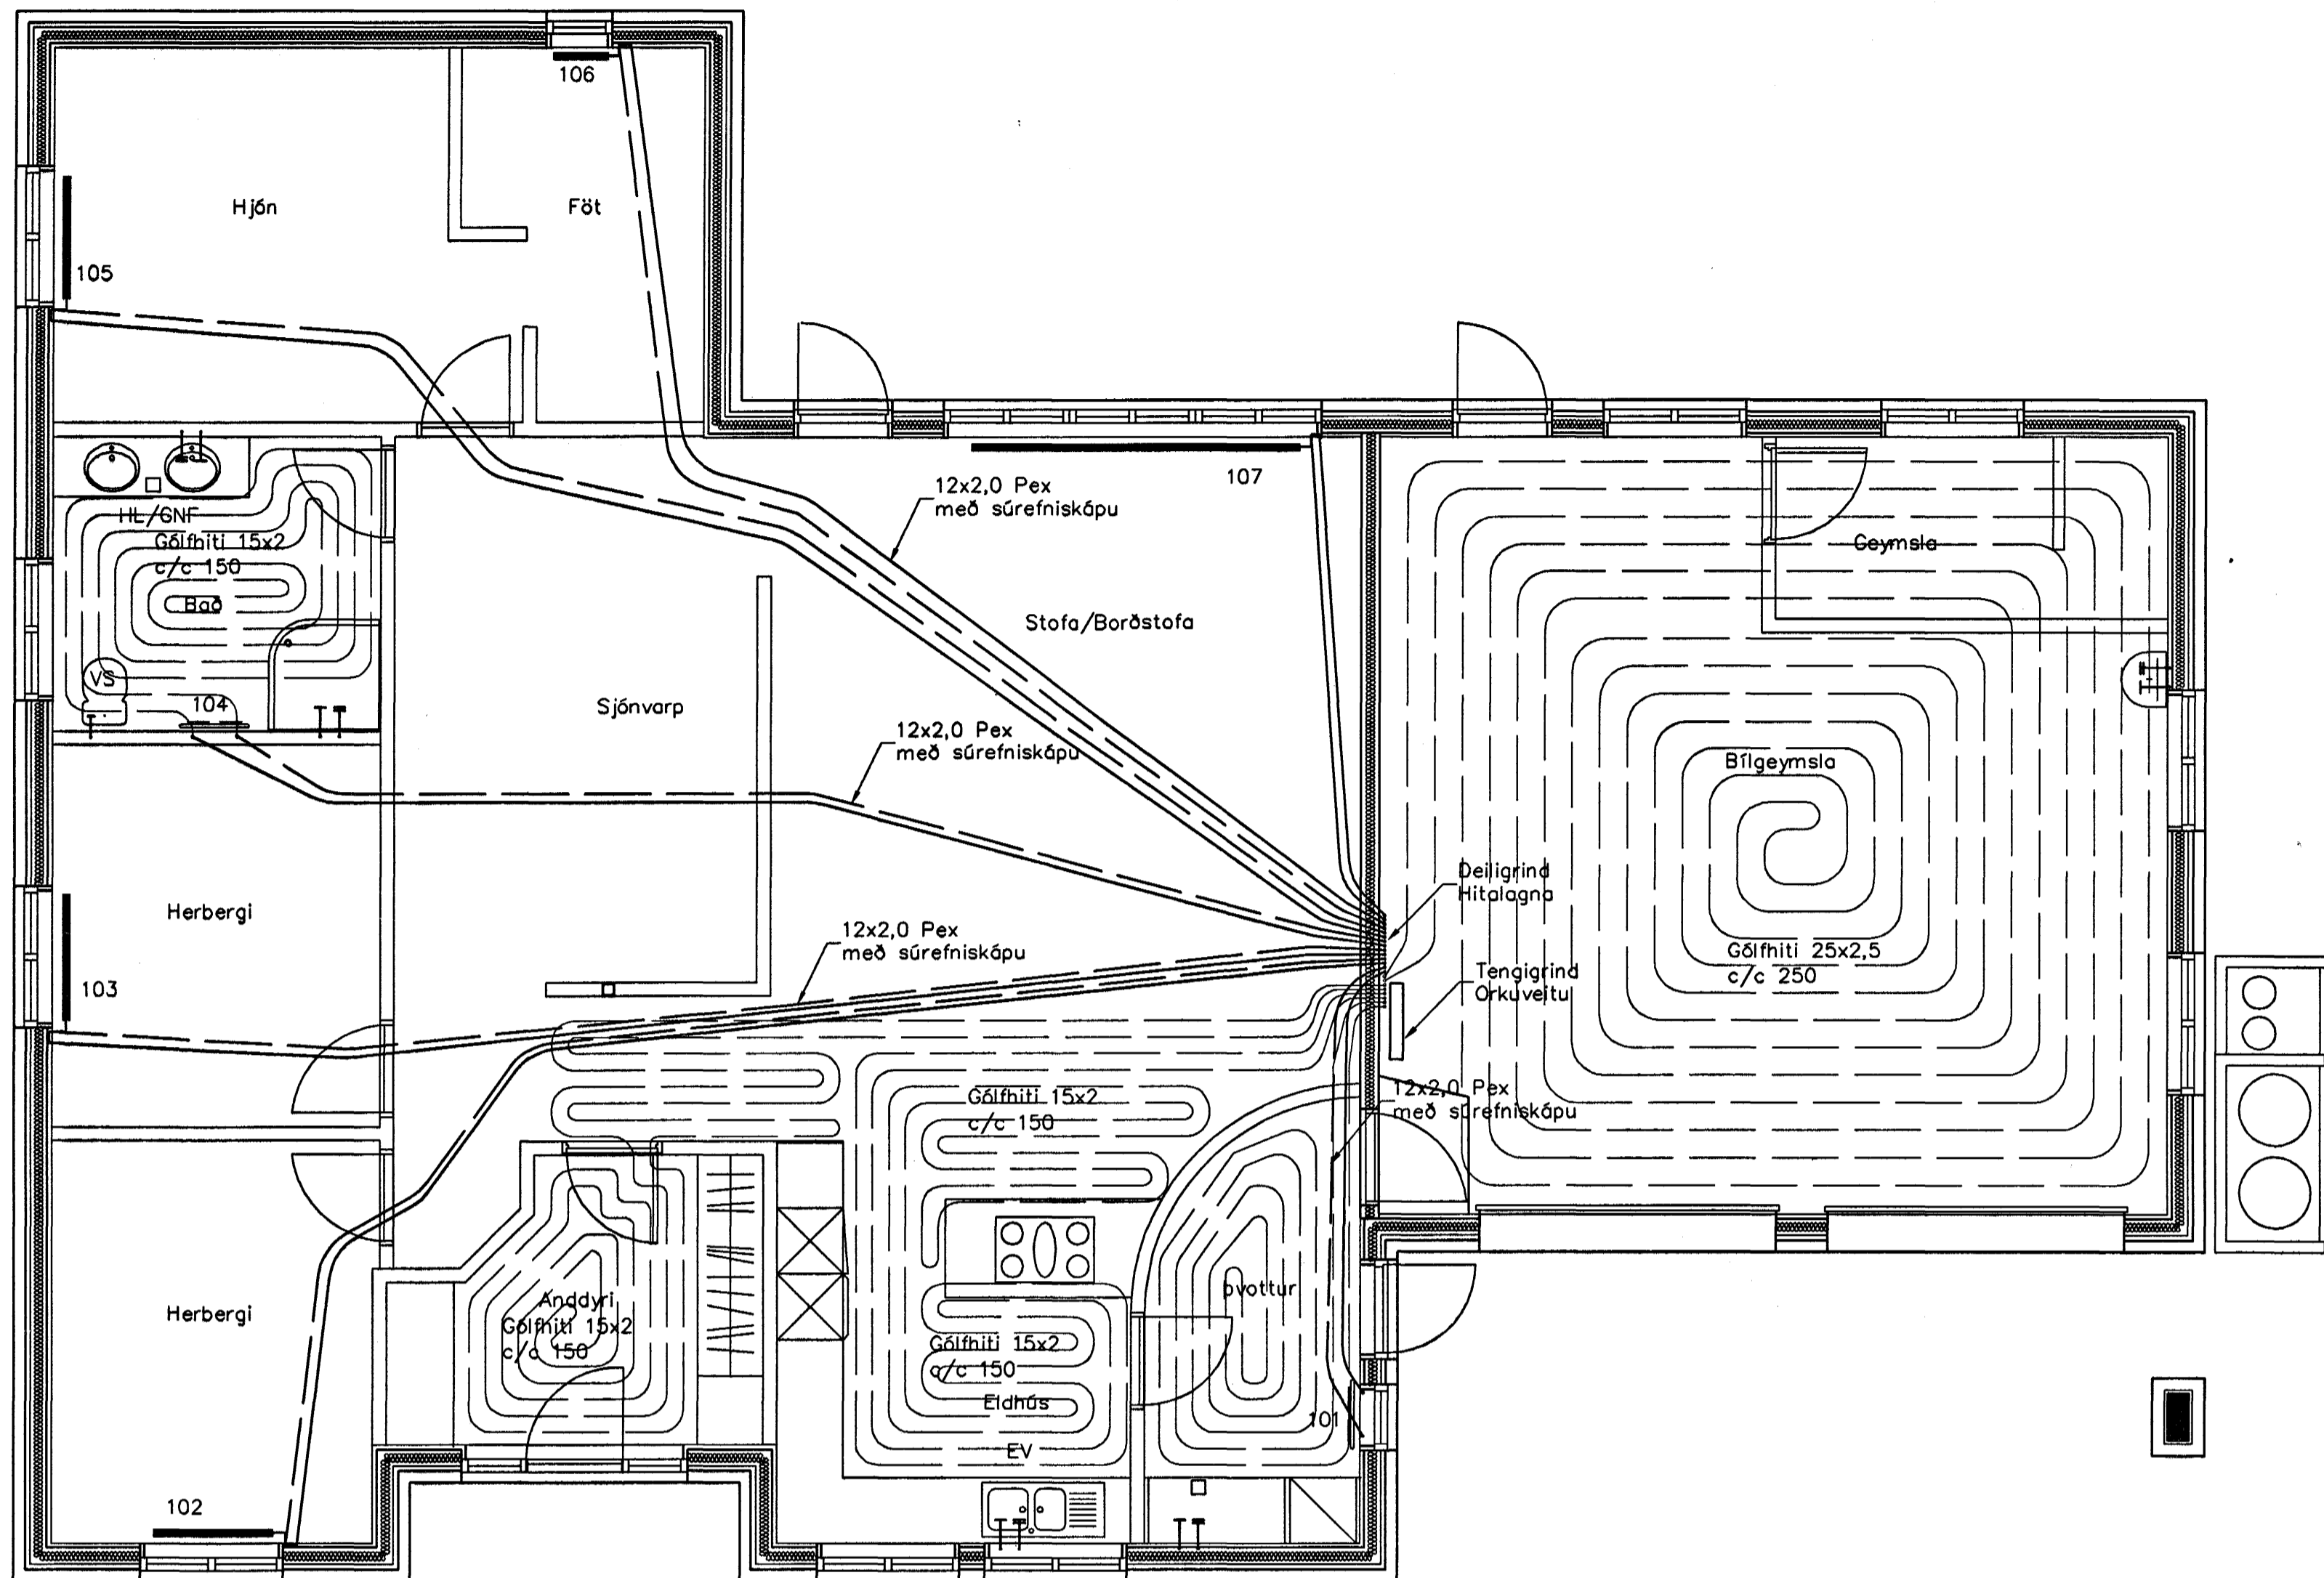 106
Hjón
Föt
105
107
12x2,0 Pex
með súrefniskápu
HL/GNF
Gólfhiti 15x2
c/c 150
Bað
Geymsla
Stofa/Borðstofa
VS
104
Sjónvarp
12x2,0 Pex
með súrefniskápu
Bílgeymsla
Deiligrind
Hitalagna
Herbergi
12x2,0 Pex
með súrefniskápu
Gólfhiti 25x2,5
c/c 250
Tengigrind
Orkuveitu
103
Gólfhiti 15x2
c/c 150
12x2,0 Pex
með súrefniskápu
Þvottur
Herbergi
Anddyri
Gólfhiti 15x2
c/c 150
Gólfhiti 15x2
c/c 150
Eldhús
101
EV
102